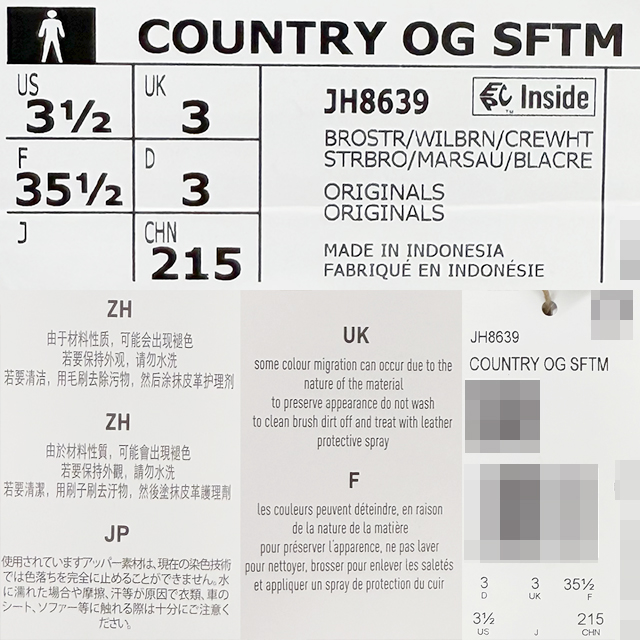 COUNTRY OG SFTM
US
3½
UK
3
F
35½
D
3
J
CHN
215
JH8639
EPC Inside
BROSTR/WILBRN/CREWHT
STRBRO/MARSAU/BLACRE
ORIGINALS
ORIGINALS
MADE IN INDONESIA
FABRIQUÉ EN INDONÉSIE
ZH
由于材料性质，可能会出现褪色
若要保持外观，请勿水洗
若要清洁，用毛刷去除污物，然后涂抹皮革护理剂
ZH
由於材料性質，可能會出現褪色
若要保持外觀，請勿水洗
若要清潔，用刷子刷去汙物，然後塗抹皮革護理劑
JP
使用されていますアッパー素材は、現在の染色技術
では色落ちを完全に止めることができません。水
に濡れた場合や摩擦、汗等が原因で衣類、車の
シート、ソファー等に触れる際は十分にご注意く
ださい。
UK
some colour migration can occur due to the
nature of the material
to preserve appearance do not wash
to clean brush dirt off and treat with leather
protective spray
F
les couleurs peuvent déteindre, en raison
de la nature de la matière
pour préserver l'apparence, ne pas laver
pour nettoyer, brosser pour enlever les saletés
et appliquer un spray de protection du cuir
JH8639
COUNTRY OG SFTM
3 3 35½
D UK F
3½ 215
US J CHN